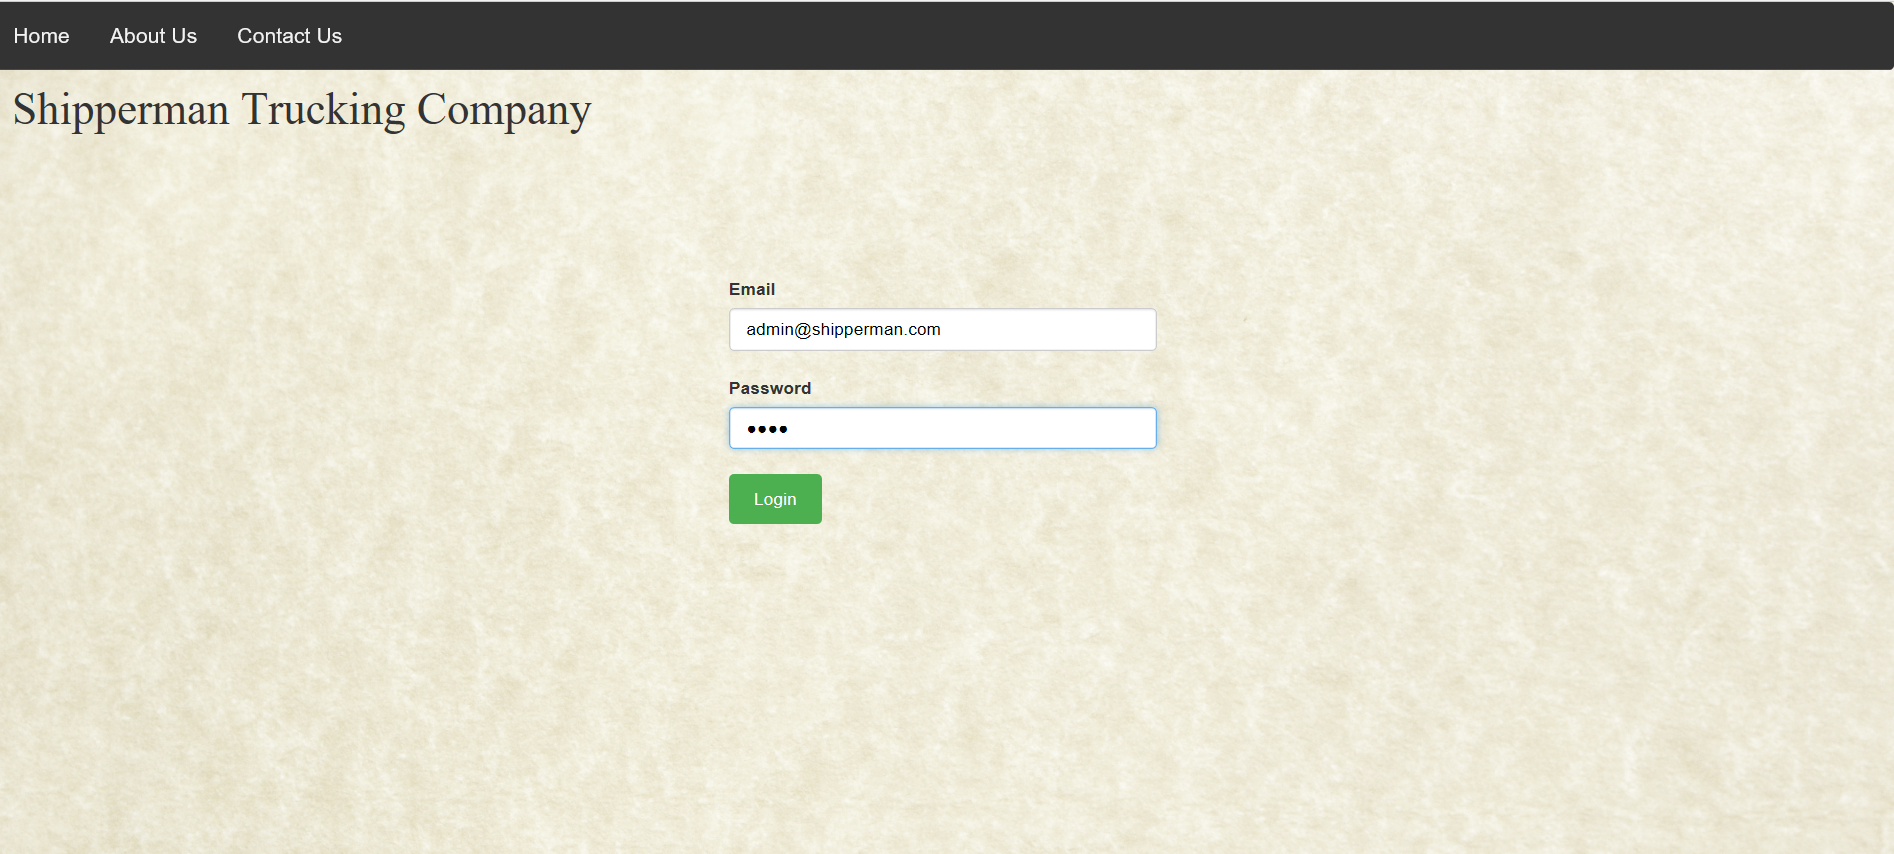 Home About Us Contact Us
Shipperman Trucking Company
Email
admin@shipperman.com
Password
••••
Login